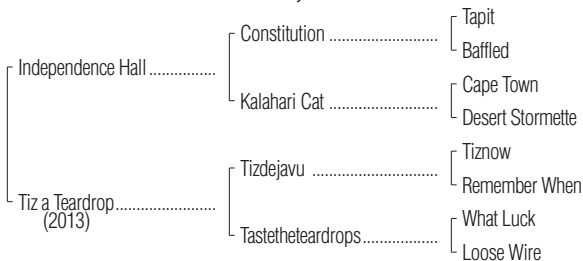 Tapit
Constitution
Baffled
Independence Hall
Cape Town
Kalahari Cat
Desert Stormette
Tiznow
Tizdejavu
Remember When
Tiz a Teardrop
(2013)
What Luck
Tastetheteardrops
Loose Wire